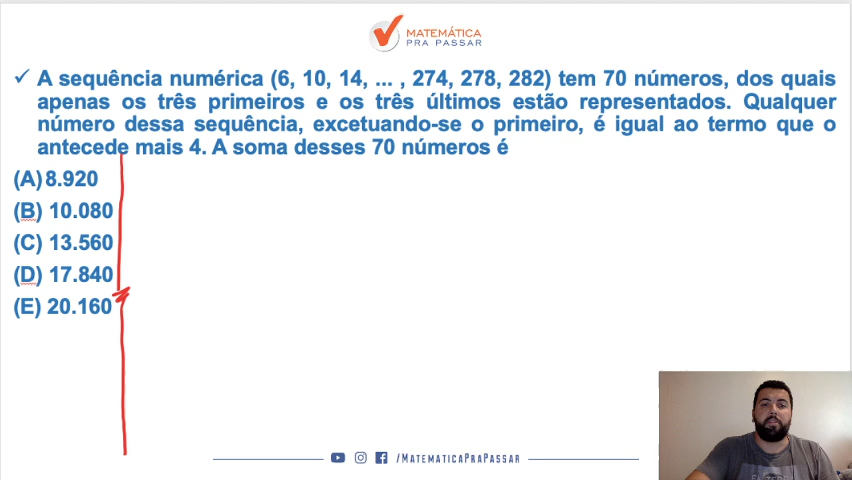 MATEMÁTICA
PRA PASSAR
✓ A sequência numérica (6, 10, 14, ... , 274, 278, 282) tem 70 números, dos quais
apenas os três primeiros e os três últimos estão representados. Qualquer
número dessa sequência, excetuando-se o primeiro, é igual ao termo que o
antecede mais 4. A soma desses 70 números é
(A) 8.920
(B) 10.080
(C) 13.560
(D) 17.840
(E) 20.160
/MATEMATICAPRAPASSAR